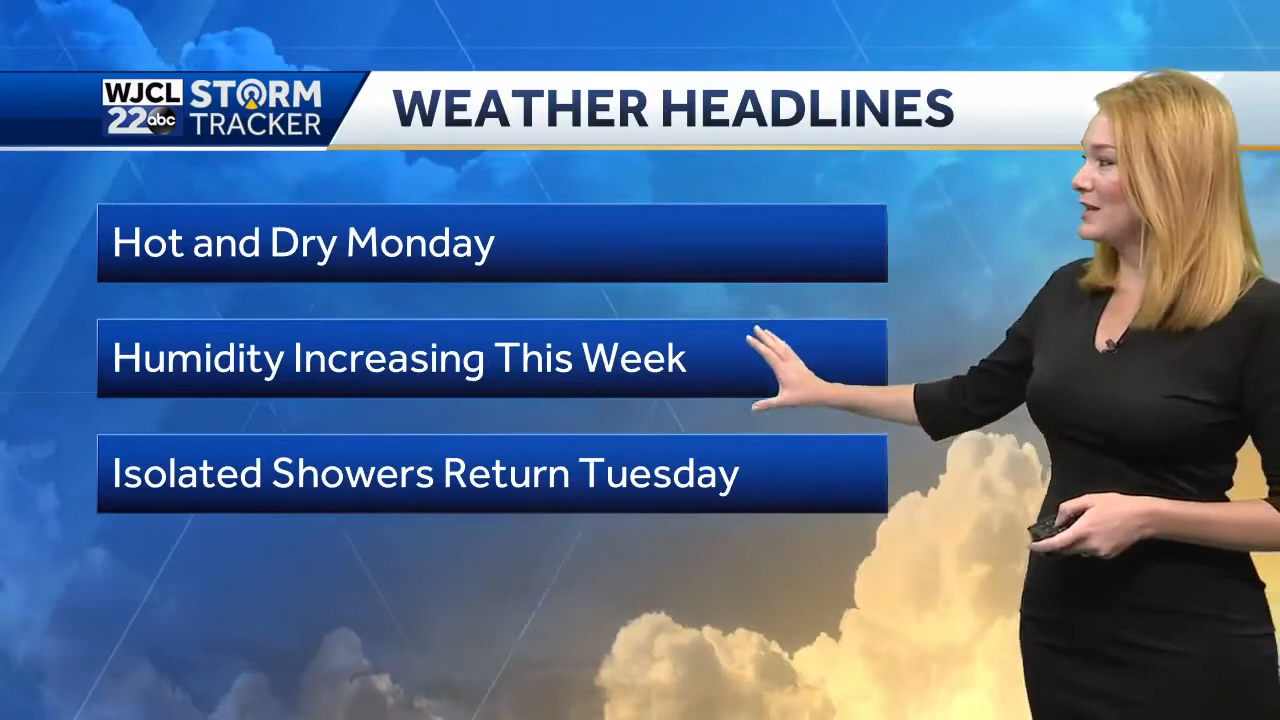 WJCL
22 abc
STORM
TRACKER
WEATHER HEADLINES
Hot and Dry Monday
Humidity Increasing This Week
Isolated Showers Return Tuesday